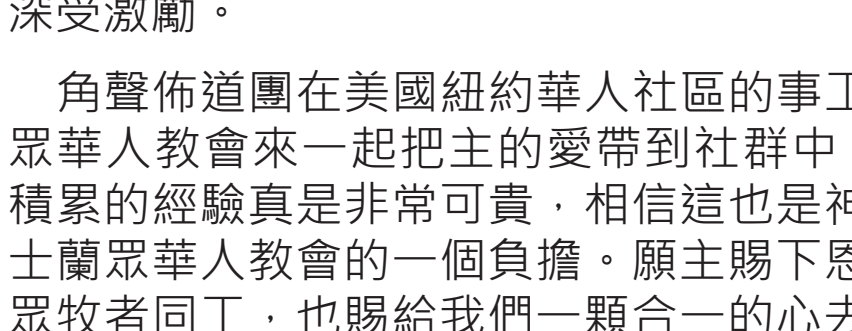 深受激勵。
角聲佈道團在美國紐約華人社區的事工
眾華人教會來一起把主的愛帶到社群中，
積累的經驗真是非常可貴，相信這也是神
士蘭眾華人教會的一個負擔。願主賜下恩
眾牧者同工，也賜給我們一顆合一的心去